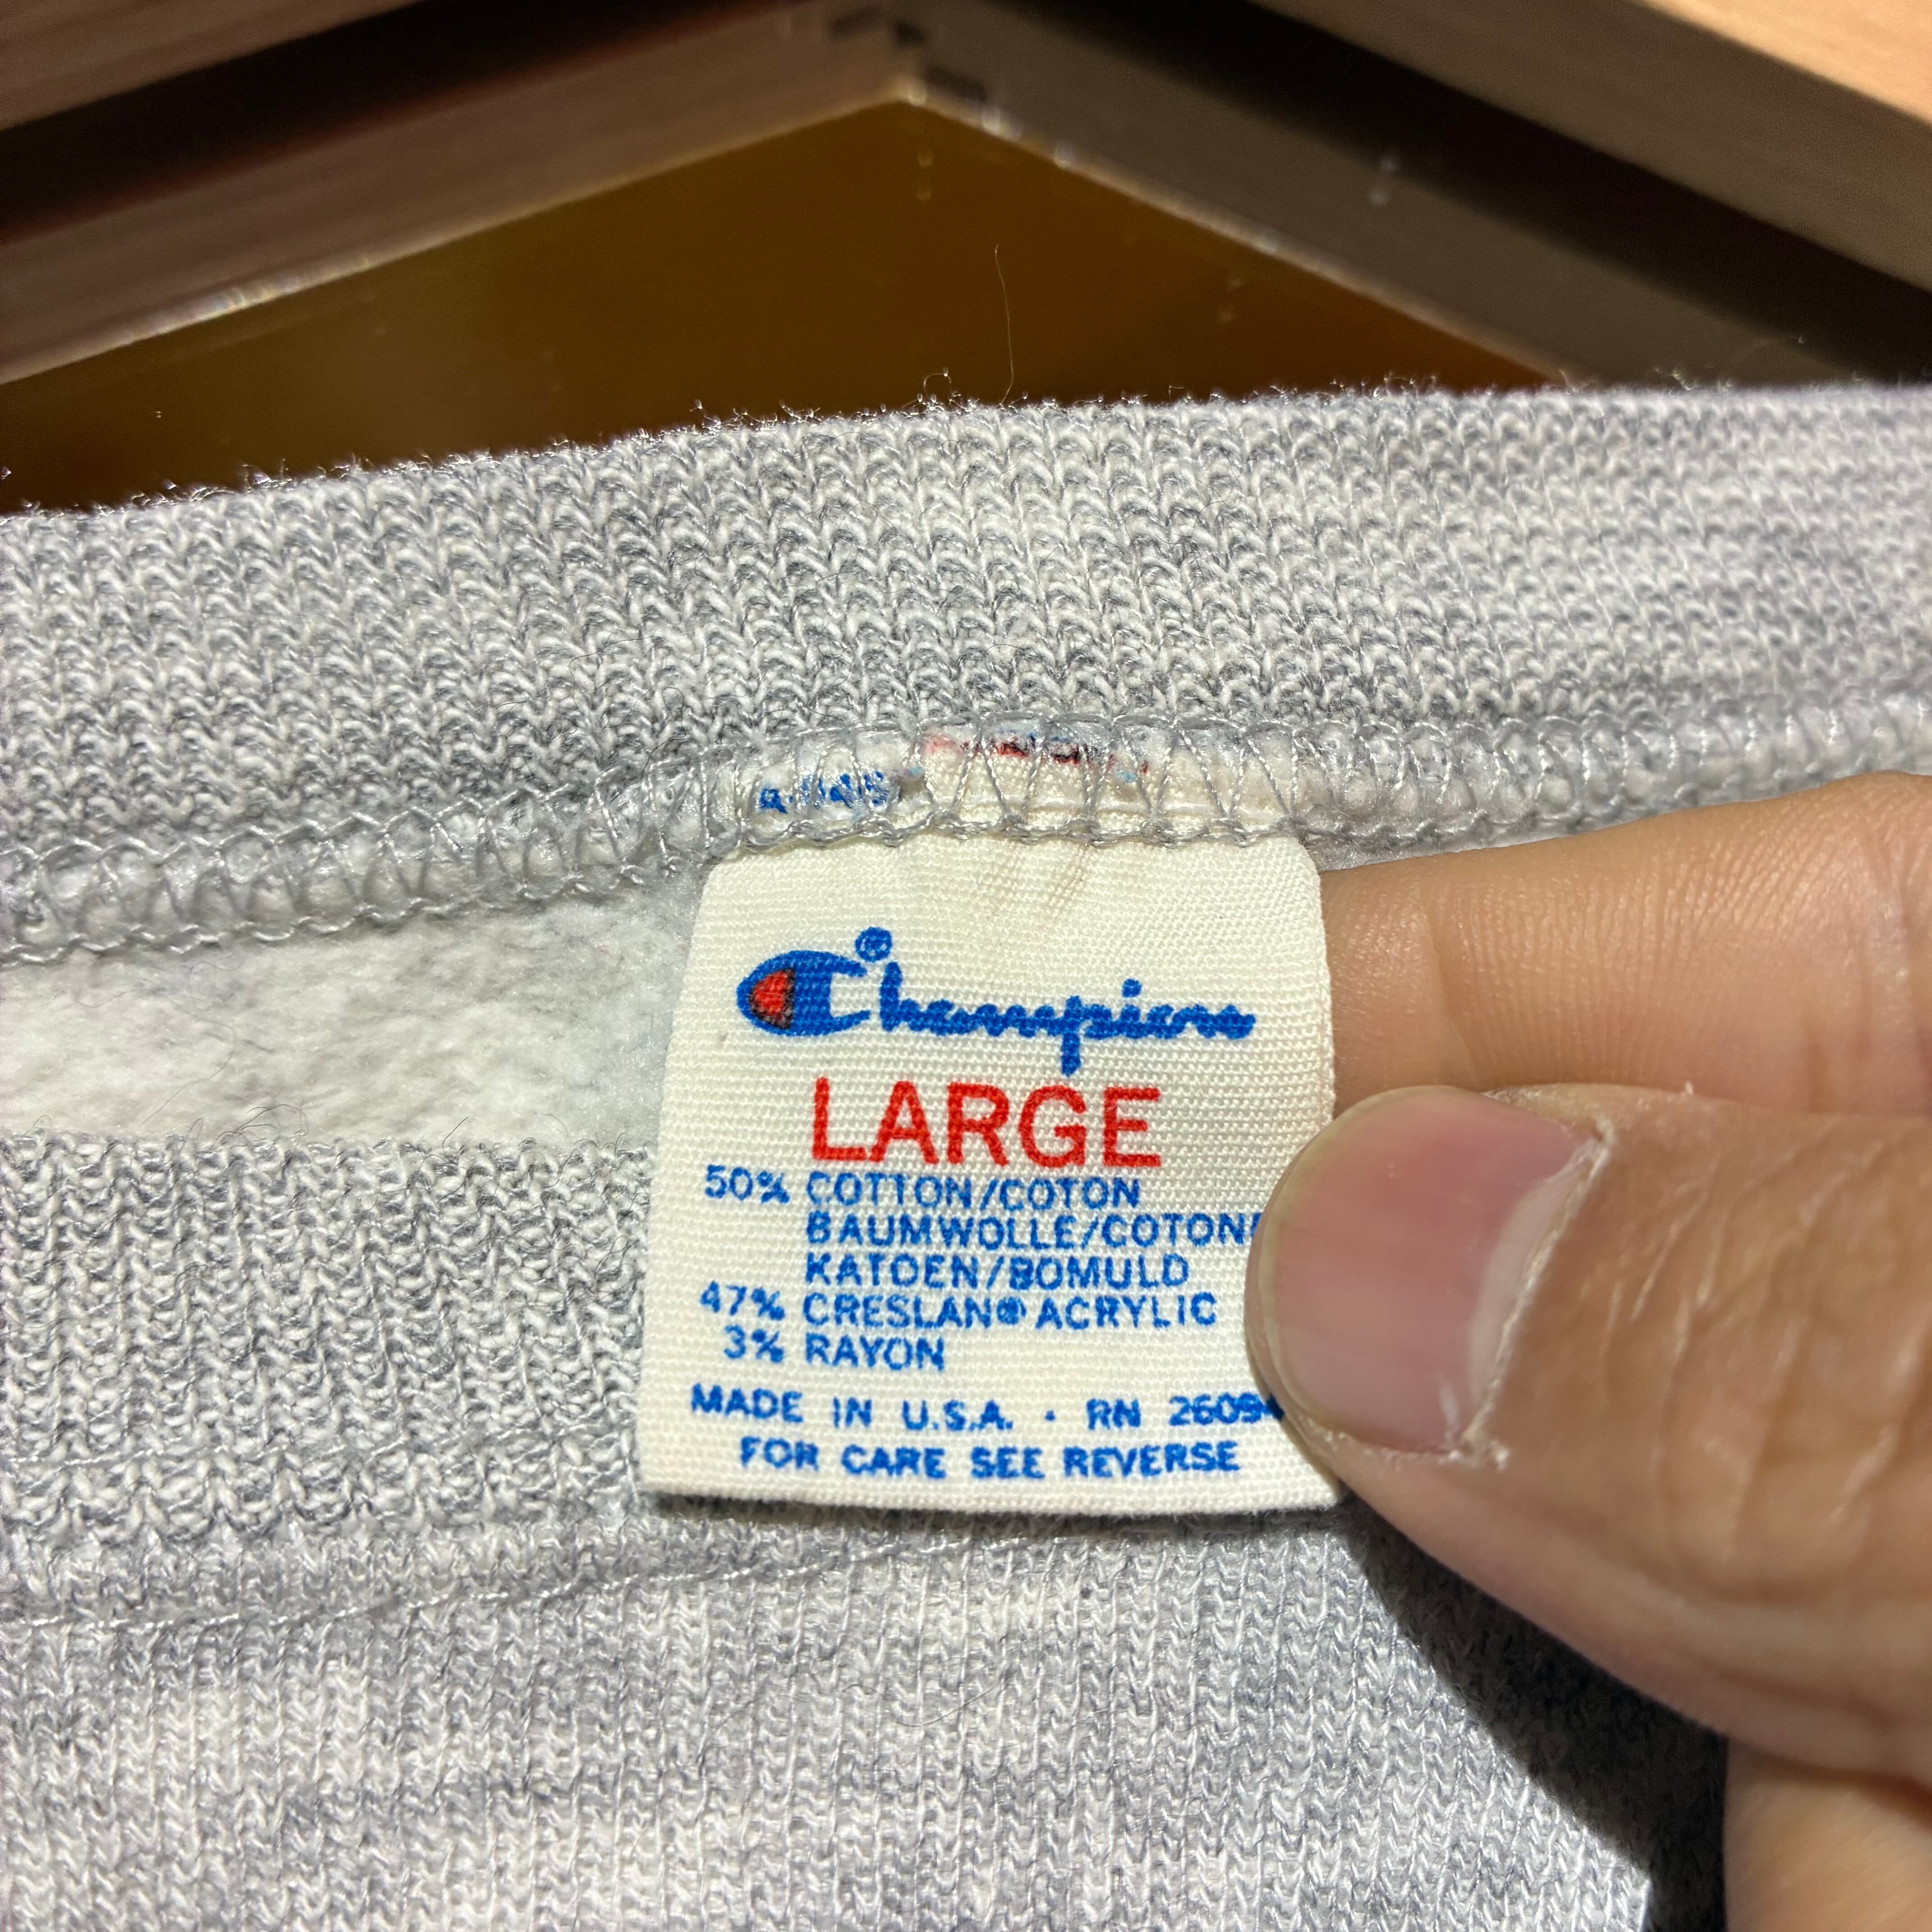 Champion®
LARGE
50% COTTON/COTON
BAUMWOLLE/COTONE
KATOEN/BOMULD
47% CRESLAN® ACRYLIC
3% RAYON
MADE IN U.S.A. · RN 26094
FOR CARE SEE REVERSE